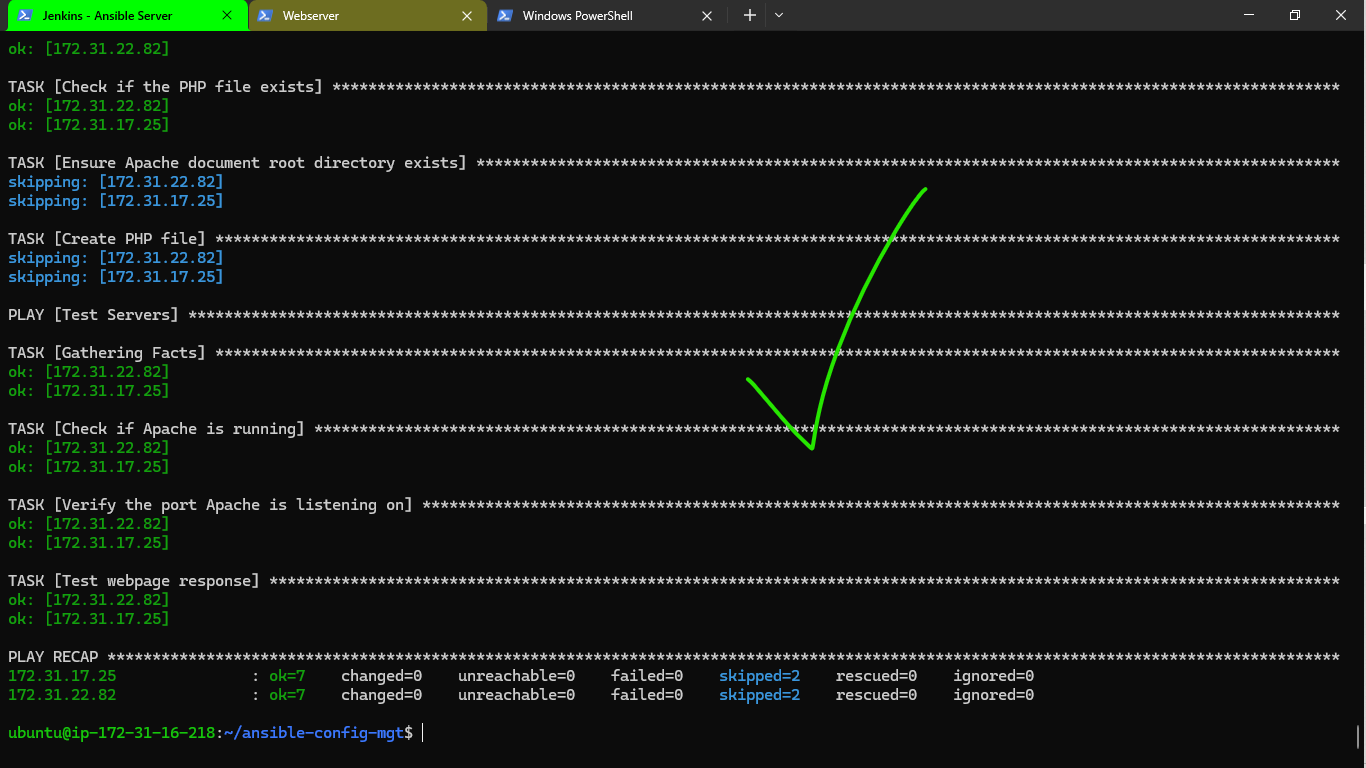 Jenkins - Ansible Server Webserver Windows PowerShell
ok: [172.31.22.82]
TASK [Check if the PHP file exists] ****************************************************************************************************************
ok: [172.31.22.82]
ok: [172.31.17.25]
TASK [Ensure Apache document root directory exists] ************************************************************************************************
skipping: [172.31.22.82]
skipping: [172.31.17.25]
TASK [Create PHP file] *****************************************************************************************************************************
skipping: [172.31.22.82]
skipping: [172.31.17.25]
PLAY [Test Servers] ********************************************************************************************************************************
TASK [Gathering Facts] *****************************************************************************************************************************
ok: [172.31.22.82]
ok: [172.31.17.25]
TASK [Check if Apache is running] ******************************************************************************************************************
ok: [172.31.22.82]
ok: [172.31.17.25]
TASK [Verify the port Apache is listening on] ******************************************************************************************************
ok: [172.31.22.82]
ok: [172.31.17.25]
TASK [Test webpage response] ***********************************************************************************************************************
ok: [172.31.22.82]
ok: [172.31.17.25]
PLAY RECAP *****************************************************************************************************************************************
172.31.17.25               : ok=7    changed=0    unreachable=0    failed=0    skipped=2    rescued=0    ignored=0
172.31.22.82               : ok=7    changed=0    unreachable=0    failed=0    skipped=2    rescued=0    ignored=0
ubuntu@ip-172-31-16-218:~/ansible-config-mgt$